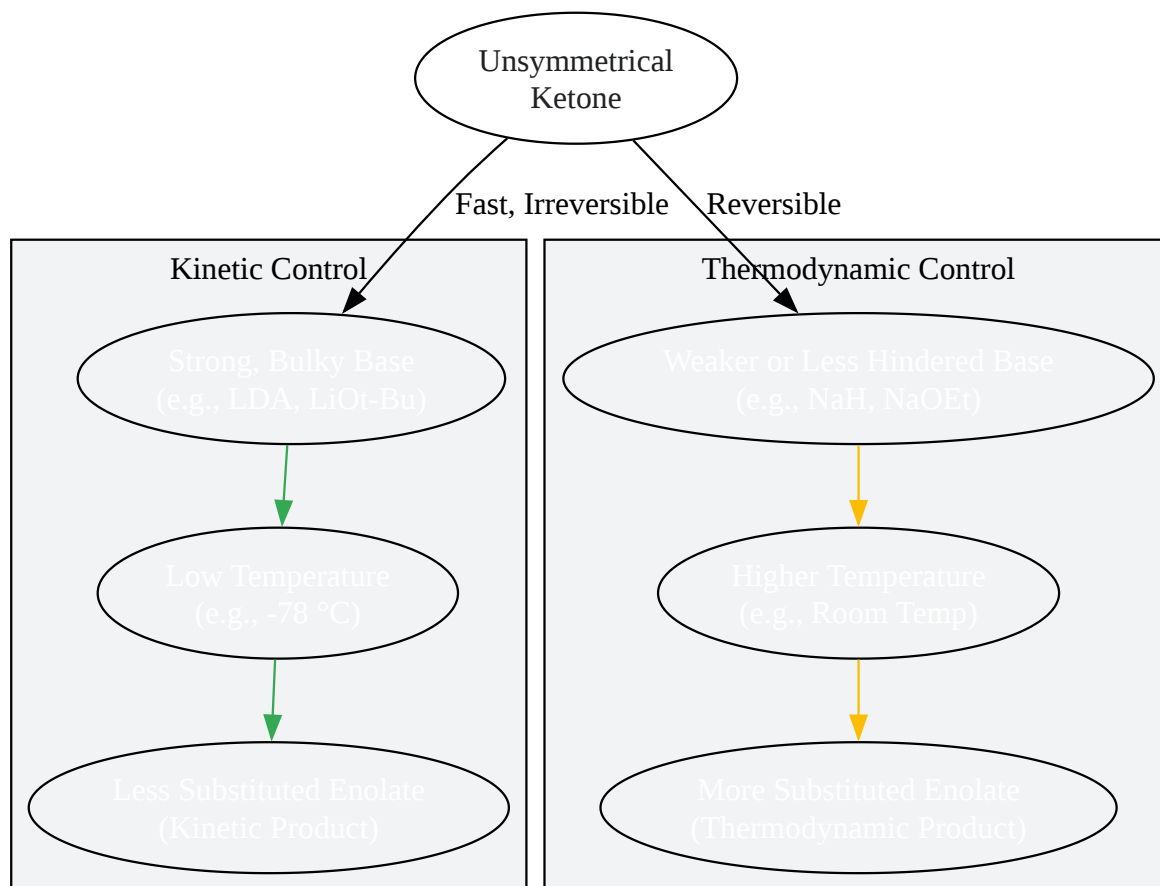 Unsymmetrical
Ketone
Fast, Irreversible
Reversible
Kinetic Control
Thermodynamic Control
Strong, Bulky Base
(e.g., LDA, LiOt-Bu)
Weaker or Less Hindered Base
(e.g., NaH, NaOEt)
Low Temperature
(e.g., -78 °C)
Higher Temperature
(e.g., Room Temp)
Less Substituted Enolate
(Kinetic Product)
More Substituted Enolate
(Thermodynamic Product)